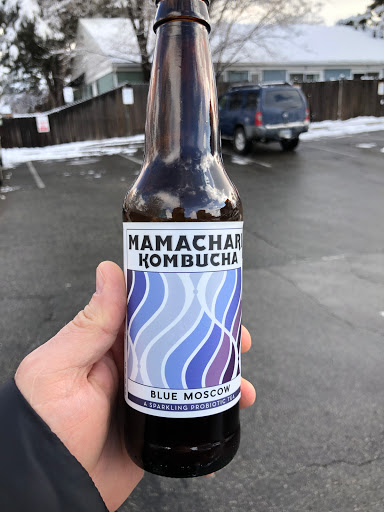 MAMACHARI
KOMBUCHA
BLUE MOSCOW
A SPARKLING PROBIOTIC TEA